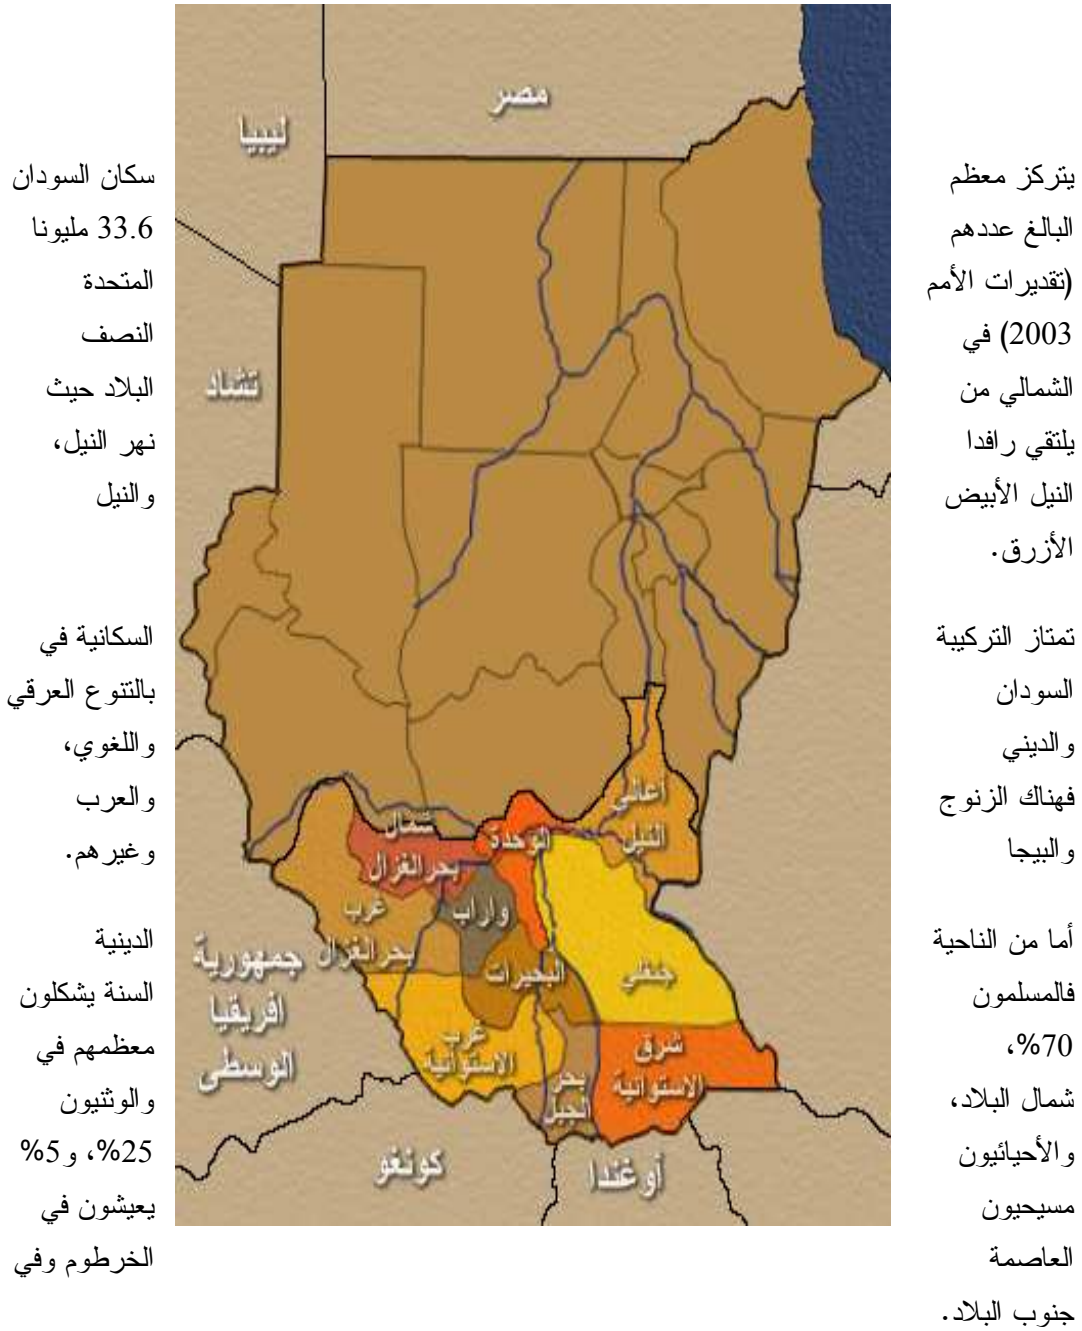 يتركز معظم سكان السودان
البالغ عددهم 33.6 مليونا
(تقديرات الأمم المتحدة
2003) في النصف
الشمالي من البلاد حيث
يلتقي رافدا نهر النيل،
النيل الأبيض والنيل
الأزرق.
تمتاز التركيبة السكانية في
السودان بالتنوع العرقي
والديني واللغوي،
فهناك الزنوج والعرب
والبيجا وغيرهم.
أما من الناحية الدينية
فالمسلمون السنة يشكلون
70%، معظمهم في
شمال البلاد، والوثنيون
والأحيائيون 25%، و5%
مسيحيون يعيشون في
العاصمة الخرطوم وفي
جنوب البلاد.
مصر
ليبيا
تشاد
أعالي
النيل
الوحدة
شمال
بحر الغزال
غرب
بحر الغزال
واراب
البحيرات
جنقلي
جمهورية
افريقيا
الوسطى
غرب
الاستوائية
بحر
الجبل
شرق
الاستوائية
كونغو
أوغندا